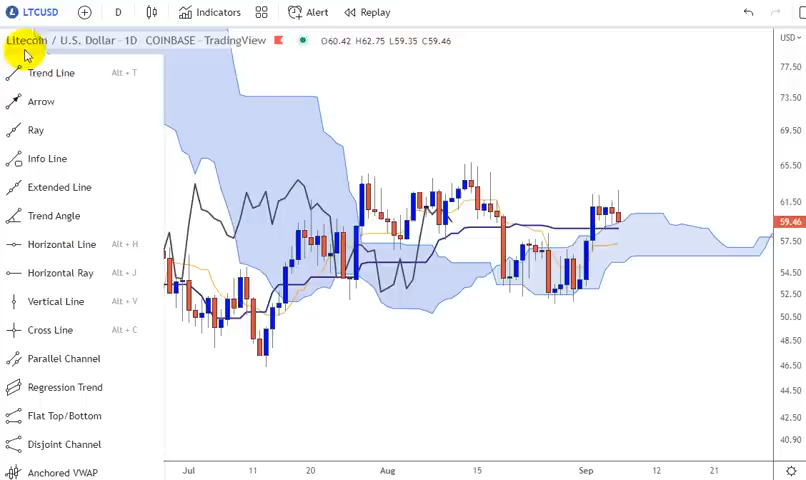 LTCUSD D Indicators Alert Replay
Litecoin / U.S. Dollar · 1D · COINBASE · TradingView O60.42 H62.75 L59.35 C59.46 USD
Trend Line Alt + T
Arrow
Ray
Info Line
Extended Line
Trend Angle
Horizontal Line Alt + H
Horizontal Ray Alt + J
Vertical Line Alt + V
Cross Line Alt + C
Parallel Channel
Regression Trend
Flat Top/Bottom
Disjoint Channel
Anchored VWAP
77.50
73.50
69.50
65.50
61.50
59.46
57.50
54.50
52.50
50.50
48.50
46.50
44.50
42.50
40.90
Jul 11 20 Aug 15 Sep 12 21